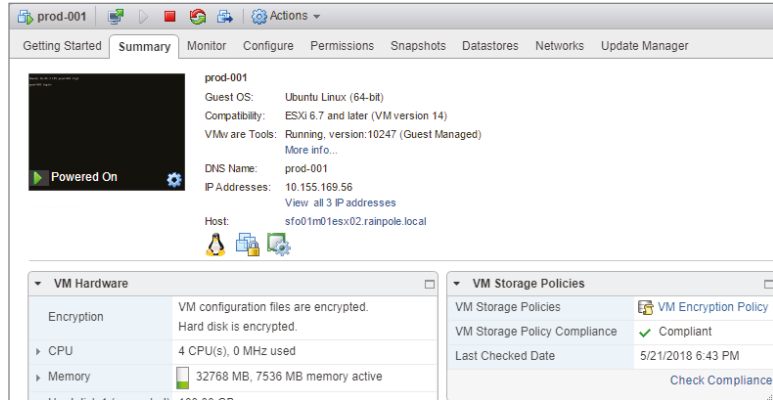 prod-001 Actions
Getting Started Summary Monitor Configure Permissions Snapshots Datastores Networks Update Manager
prod-001
Guest OS: Ubuntu Linux (64-bit)
Compatibility: ESXi 6.7 and later (VM version 14)
VMware Tools: Running, version:10247 (Guest Managed)
More info...
Powered On
DNS Name: prod-001
IP Addresses: 10.155.169.56
View all 3 IP addresses
Host: sfo01m01esx02.rainpole.local
VM Hardware
Encryption VM configuration files are encrypted.
Hard disk is encrypted.
CPU 4 CPU(s), 0 MHz used
Memory 32768 MB, 7536 MB memory active
VM Storage Policies
VM Storage Policies VM Encryption Policy
VM Storage Policy Compliance Compliant
Last Checked Date 5/21/2018 6:43 PM
Check Compliance